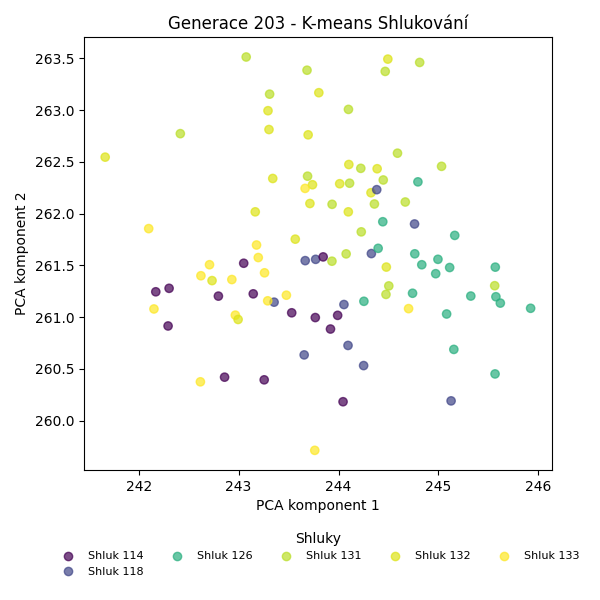 Generace 203 - K-means Shlukování
263.5
263.0
262.5
262.0
261.5
261.0
260.5
260.0
PCA komponent 2
242 243 244 245 246
PCA komponent 1
Shluky
Shluk 114 Shluk 126 Shluk 131 Shluk 132 Shluk 133
Shluk 118